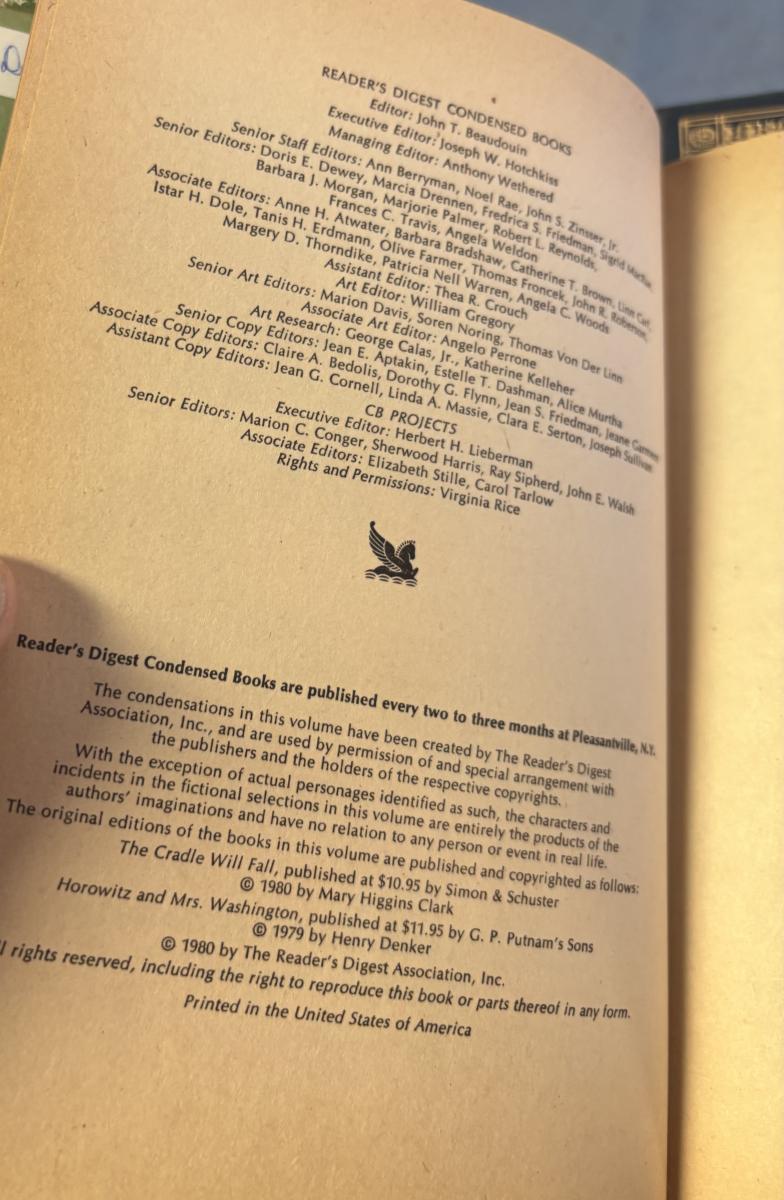 D
READER'S DIGEST CONDENSED BOOKS
Editor: John T. Beaudouin
Executive Editor: Joseph W. Hotchkiss
Managing Editor: Anthony Wethered
Senior Staff Editors: Ann Berryman, Noel Rae, John S. Zinsser, Jr.
Senior Editors: Doris E. Dewey, Marcia Drennen, Fredrica S. Friedman, Sigrid
Barbara J. Morgan, Marjorie Palmer, Robert L. Reynolds,
Frances C. Travis, Angela Weldon
Associate Editors: Anne H. Atwater, Barbara Bradshaw, Catherine T. Brown, Linn Carl,
Istar H. Dole, Tanis H. Erdmann, Olive Farmer, Thomas Froncek, John R. Roberson,
Margery D. Thorndike, Patricia Nell Warren, Angela C. Woods
Assistant Editor: Thea R. Crouch
Art Editor: William Gregory
Senior Art Editors: Marion Davis, Soren Noring, Thomas Von Der Linn
Associate Art Editor: Angelo Perrone
Art Research: George Calas, Jr., Katherine Kelleher
Senior Copy Editors: Jean E. Aptakin, Estelle T. Dashman, Alice Murtha
Associate Copy Editors: Claire A. Bedolis, Dorothy G. Flynn, Jean S. Friedman, Jeane Garment
Assistant Copy Editors: Jean G. Cornell, Linda A. Massie, Clara E. Serton, Joseph Sullivan
CB PROJECTS
Executive Editor: Herbert H. Lieberman
Senior Editors: Marion C. Conger, Sherwood Harris, Ray Sipherd, John E. Walsh
Associate Editors: Elizabeth Stille, Carol Tarlow
Rights and Permissions: Virginia Rice
Reader's Digest Condensed Books are published every two to three months at Pleasantville, N.Y.
The condensations in this volume have been created by The Reader's Digest
Association, Inc., and are used by permission of and special arrangement with
the publishers and the holders of the respective copyrights.
With the exception of actual personages identified as such, the characters and
incidents in the fictional selections in this volume are entirely the products of the
authors' imaginations and have no relation to any person or event in real life.
The original editions of the books in this volume are published and copyrighted as follows:
The Cradle Will Fall, published at $10.95 by Simon & Schuster
© 1980 by Mary Higgins Clark
Horowitz and Mrs. Washington, published at $11.95 by G. P. Putnam's Sons
© 1979 by Henry Denker
© 1980 by The Reader's Digest Association, Inc.
ll rights reserved, including the right to reproduce this book or parts thereof in any form.
Printed in the United States of America